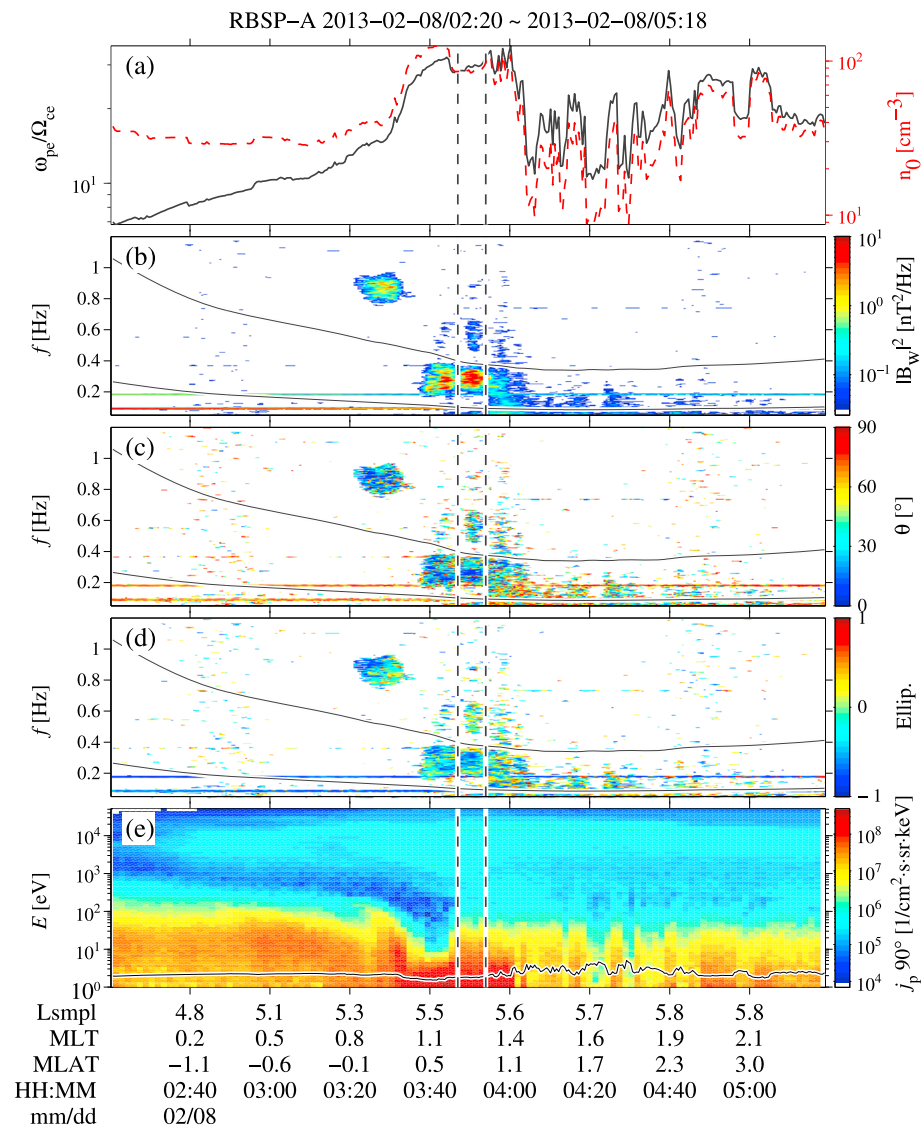 RBSP−A 2013−02−08/02:20 ~ 2013−02−08/05:18
(a)
ω_pe/Ω_ce
10^1
10^2
10^1
n_0 [cm^−3]
(b)
f [Hz]
1
0.8
0.6
0.4
0.2
10^1
10^0
10^−1
|B_w|^2 [nT^2/Hz]
(c)
f [Hz]
1
0.8
0.6
0.4
0.2
90
60
30
0
θ [°]
(d)
f [Hz]
1
0.8
0.6
0.4
0.2
1
0
−1
Ellip.
(e)
E [eV]
10^4
10^3
10^2
10^1
10^0
10^8
10^7
10^6
10^5
10^4
j_p 90° [1/cm^2·s·sr·keV]
Lsmpl 4.8 5.1 5.3 5.5 5.6 5.7 5.8 5.8
MLT 0.2 0.5 0.8 1.1 1.4 1.6 1.9 2.1
MLAT −1.1 −0.6 −0.1 0.5 1.1 1.7 2.3 3.0
HH:MM 02:40 03:00 03:20 03:40 04:00 04:20 04:40 05:00
mm/dd 02/08